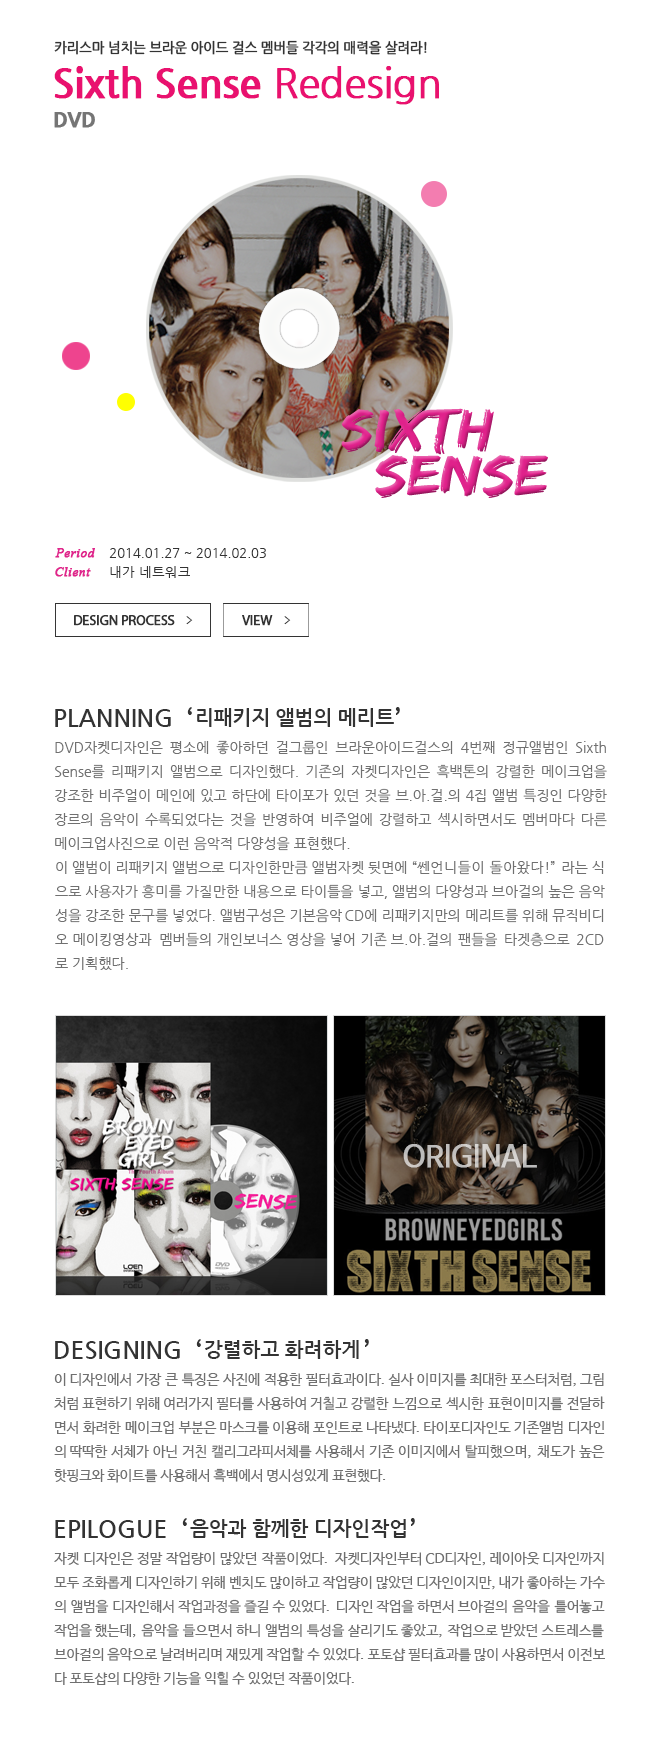 카리스마 넘치는 브라운 아이드 걸스 멤버들 각각의 매력을 살려라!
Sixth Sense Redesign
DVD
SIXTH
SENSE
Period 2014.01.27 ~ 2014.02.03
Client 내가 네트워크
DESIGN PROCESS >
VIEW >
PLANNING ‘리패키지 앨범의 메리트’
DVD자켓디자인은 평소에 좋아하던 걸그룹인 브라운아이드걸스의 4번째 정규앨범인 Sixth
Sense를 리패키지 앨범으로 디자인했다. 기존의 자켓디자인은 흑백톤의 강렬한 메이크업을
강조한 비주얼이 메인에 있고 하단에 타이포가 있던 것을 브.아.걸.의 4집 앨범 특징인 다양한
장르의 음악이 수록되었다는 것을 반영하여 비주얼에 강렬하고 섹시하면서도 멤버마다 다른
메이크업사진으로 이런 음악적 다양성을 표현했다.
이 앨범이 리패키지 앨범으로 디자인한만큼 앨범자켓 뒷면에 “쎈언니들이 돌아왔다!” 라는 식
으로 사용자가 흥미를 가질만한 내용으로 타이틀을 넣고, 앨범의 다양성과 브아걸의 높은 음악
성을 강조한 문구를 넣었다. 앨범구성은 기본음악 CD에 리패키지만의 메리트를 위해 뮤직비디
오 메이킹영상과 멤버들의 개인보너스 영상을 넣어 기존 브.아.걸의 팬들을 타겟층으로 2CD
로 기획했다.
BROWN
EYED
GIRLS
The Fourth Album
SIXTH SENSE
LOEN
SENSE
DVD
ORIGINAL
BROWNEYEDGIRLS
SIXTH SENSE
DESIGNING ‘강렬하고 화려하게’
이 디자인에서 가장 큰 특징은 사진에 적용한 필터효과이다. 실사 이미지를 최대한 포스터처럼, 그림
처럼 표현하기 위해 여러가지 필터를 사용하여 거칠고 강렬한 느낌으로 섹시한 표현이미지를 전달하
면서 화려한 메이크업 부분은 마스크를 이용해 포인트로 나타냈다. 타이포디자인도 기존앨범 디자인
의 딱딱한 서체가 아닌 거친 캘리그라피서체를 사용해서 기존 이미지에서 탈피했으며, 채도가 높은
핫핑크와 화이트를 사용해서 흑백에서 명시성있게 표현했다.
EPILOGUE ‘음악과 함께한 디자인작업’
자켓 디자인은 정말 작업량이 많았던 작품이었다. 자켓디자인부터 CD디자인, 레이아웃 디자인까지
모두 조화롭게 디자인하기 위해 벤치도 많이하고 작업량이 많았던 디자인이지만, 내가 좋아하는 가수
의 앨범을 디자인해서 작업과정을 즐길 수 있었다. 디자인 작업을 하면서 브아걸의 음악을 틀어놓고
작업을 했는데, 음악을 들으면서 하니 앨범의 특성을 살리기도 좋았고, 작업으로 받았던 스트레스를
브아걸의 음악으로 날려버리며 재밌게 작업할 수 있었다. 포토샵 필터효과를 많이 사용하면서 이전보
다 포토샵의 다양한 기능을 익힐 수 있었던 작품이었다.